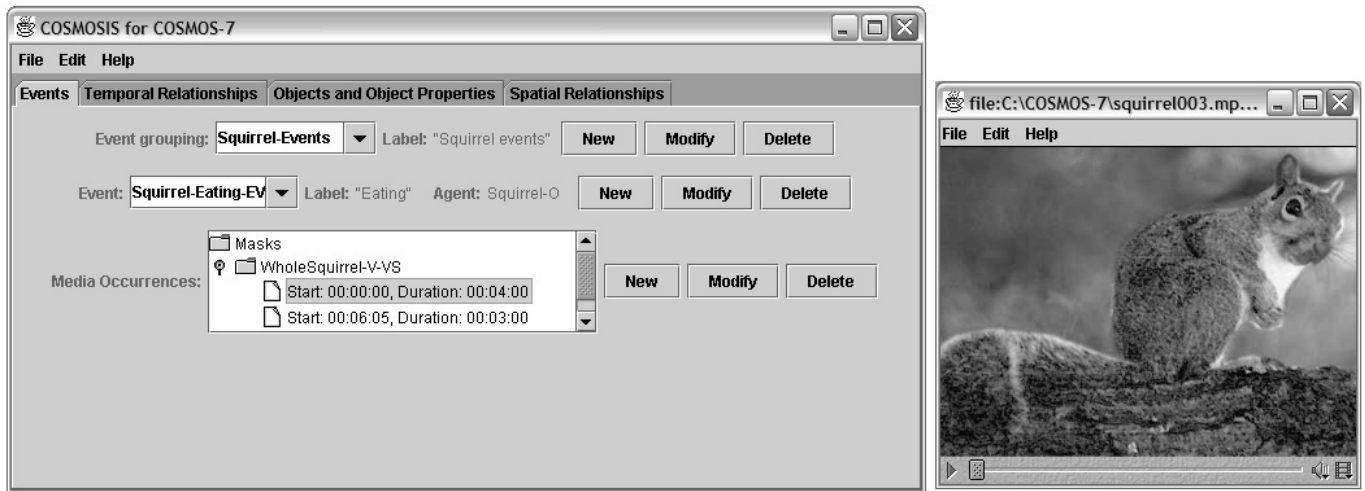 COSMOSIS for COSMOS-7
File Edit Help
Events Temporal Relationships Objects and Object Properties Spatial Relationships
Event grouping: Squirrel-Events Label: "Squirrel events" New Modify Delete
Event: Squirrel-Eating-EV Label: "Eating" Agent: Squirrel-O New Modify Delete
Media Occurrences:
Masks
WholeSquirrel-V-VS
Start: 00:00:00, Duration: 00:04:00
Start: 00:06:05, Duration: 00:03:00
New Modify Delete
file:C:\COSMOS-7\squirrel003.mp...
File Edit Help